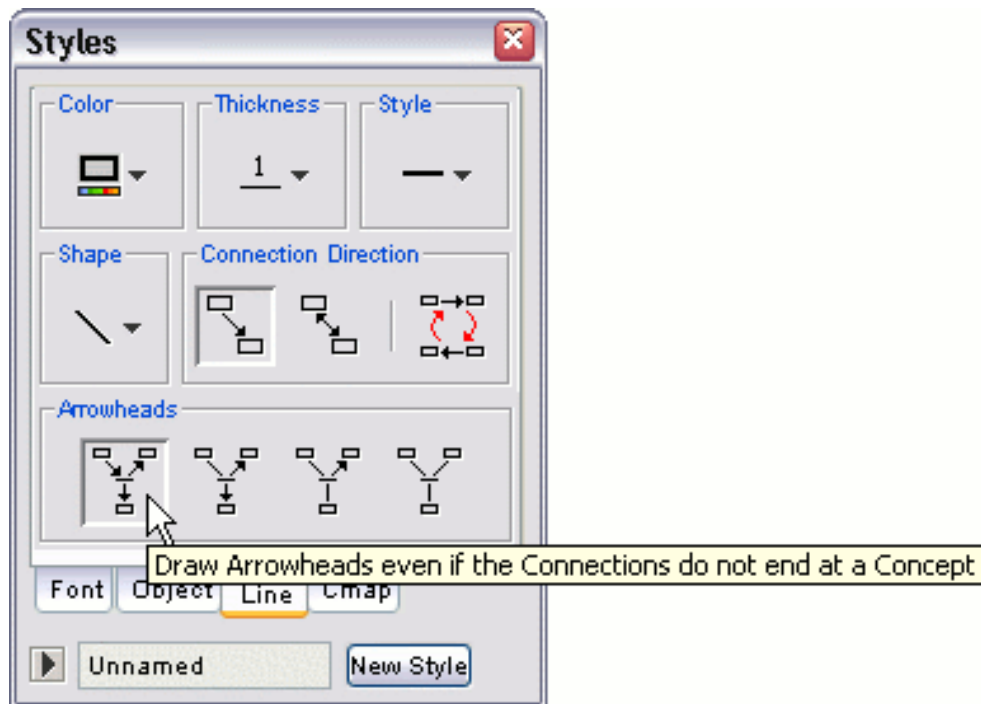 Styles
Color Thickness Style
1
Shape Connection Direction
Arrowheads
Draw Arrowheads even if the Connections do not end at a Concept
Font Object Line Cmap
Unnamed New Style